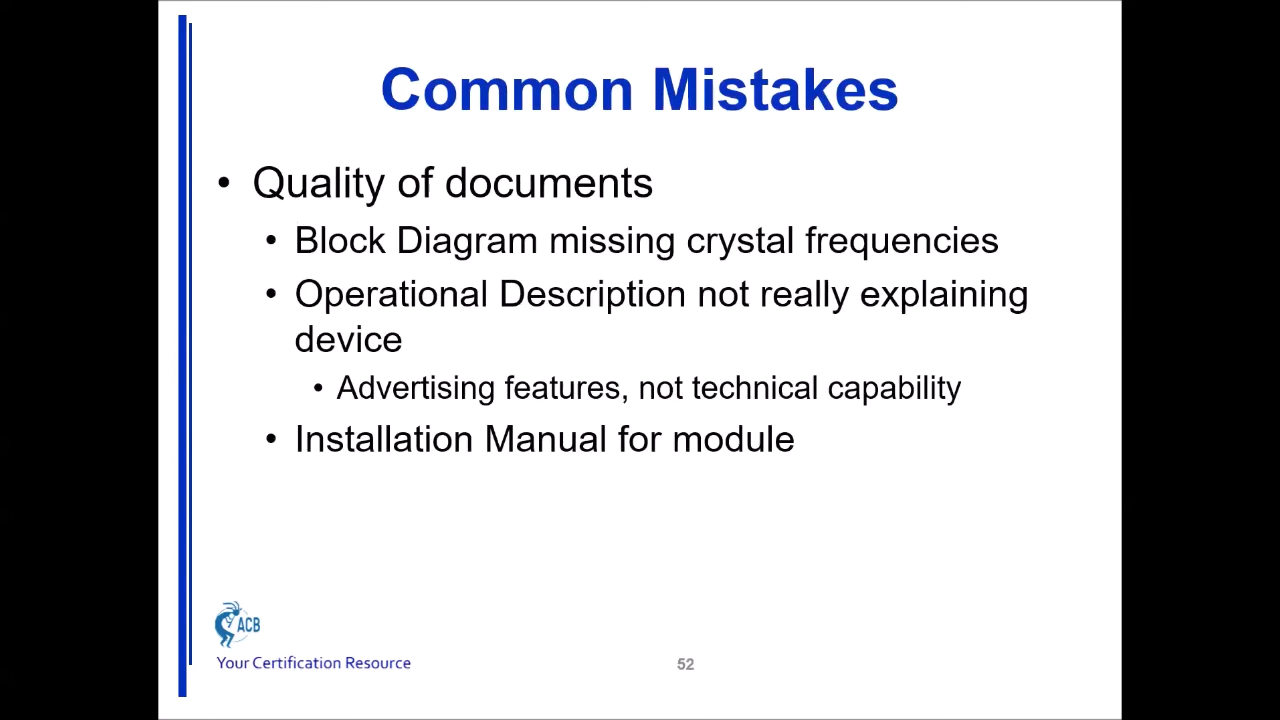 Common Mistakes
• Quality of documents
• Block Diagram missing crystal frequencies
• Operational Description not really explaining
device
• Advertising features, not technical capability
• Installation Manual for module
ACB
Your Certification Resource
52